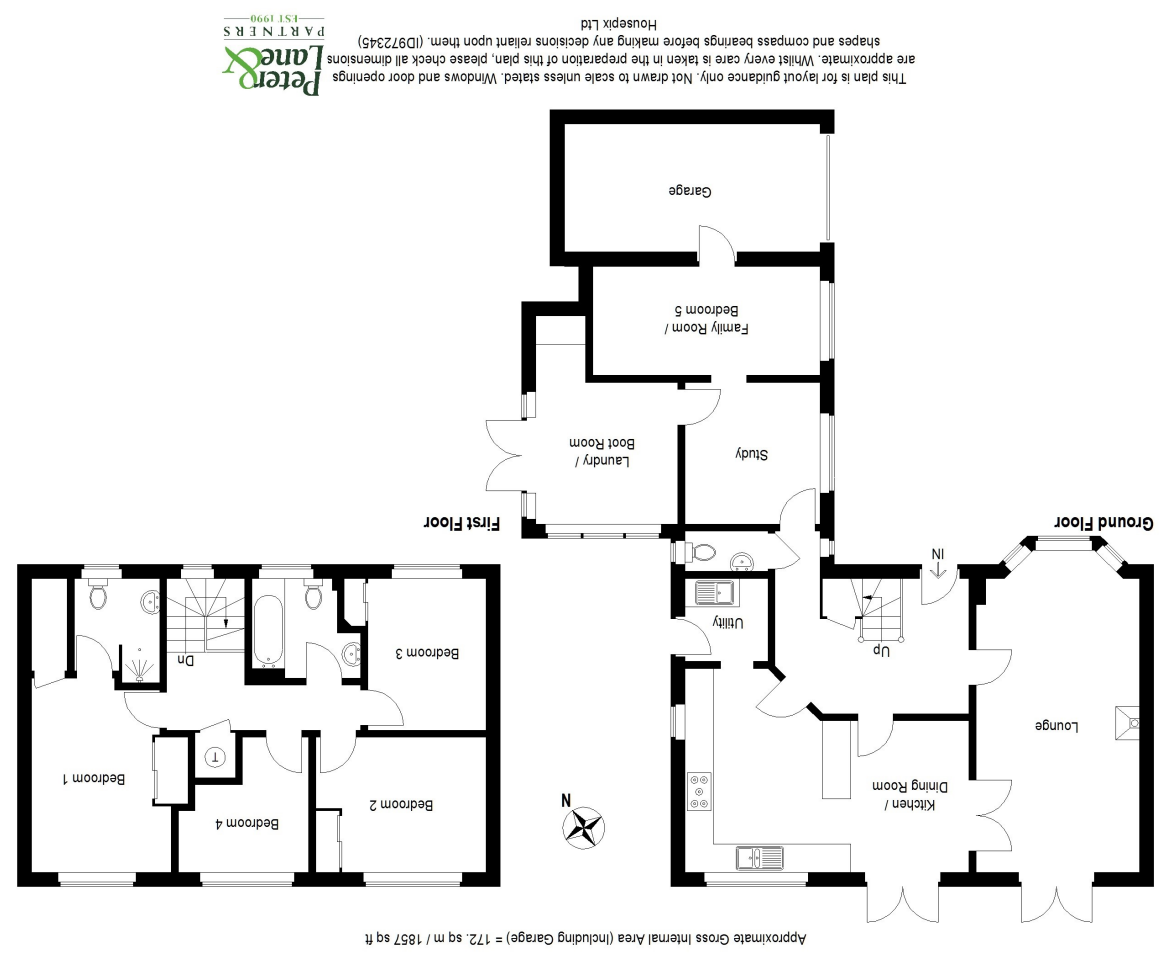 Approximate Gross Internal Area (Including Garage) = 172. sq m / 1857 sq ft
Kitchen /
Dining Room
Lounge
Up
Utility
IN
Ground Floor
Study
Laundry /
Boot Room
Family Room /
Bedroom 5
Garage
N
Bedroom 2
Bedroom 4
Bedroom 1
T
Bedroom 3
Dn
First Floor
This plan is for layout guidance only. Not drawn to scale unless stated. Windows and door openings
are approximate. Whilst every care is taken in the preparation of this plan, please check all dimensions
shapes and compass bearings before making any decisions reliant upon them. (ID972345)
Housepix Ltd
Peter &
Lane
PARTNERS
EST 1990